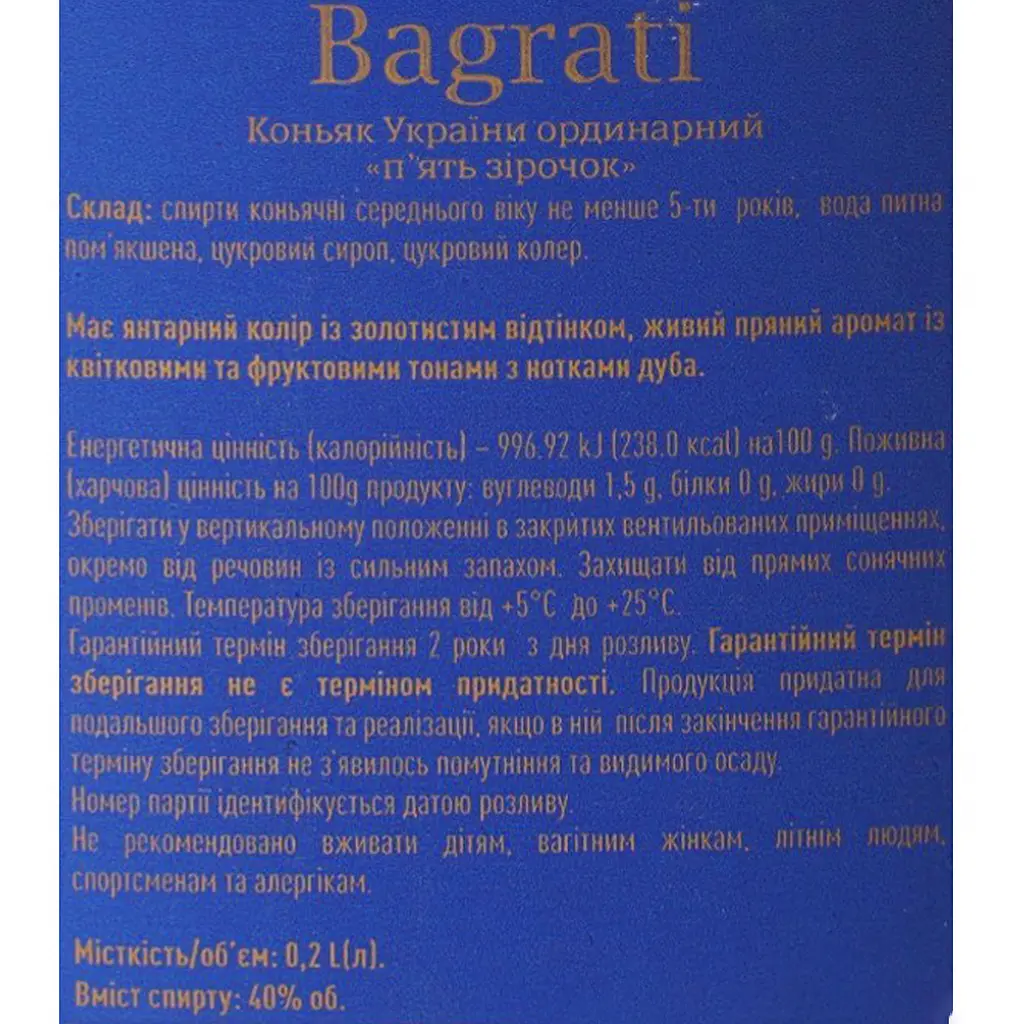 Bagrati
Коньяк України ординарний
«п’ять зірочок»
Склад: спирти коньячні середнього віку не менше 5-ти років, вода питна
пом’якшена, цукровий сироп, цукровий колер.
Має янтарний колір із золотистим відтінком, живий пряний аромат із
квітковими та фруктовими тонами з нотками дуба.
Енергетична цінність (калорійність) – 996.92 kJ (238.0 kcal) на100 g. Поживна
(харчова) цінність на 100g продукту: вуглеводи 1,5 g, білки 0 g, жири 0 g.
Зберігати у вертикальному положенні в закритих вентильованих приміщеннях,
окремо від речовин із сильним запахом. Захищати від прямих сонячних
променів. Температура зберігання від +5°С до +25°С.
Гарантійний термін зберігання 2 роки з дня розливу. Гарантійний термін
зберігання не є терміном придатності. Продукція придатна для
подальшого зберігання та реалізації, якщо в ній після закінчення гарантійного
терміну зберігання не з’явилось помутніння та видимого осаду.
Номер партії ідентифікується датою розливу.
Не рекомендовано вживати дітям, вагітним жінкам, літнім людям,
спортсменам та алергікам.
Місткість/об’єм: 0,2 L(л).
Вміст спирту: 40% об.